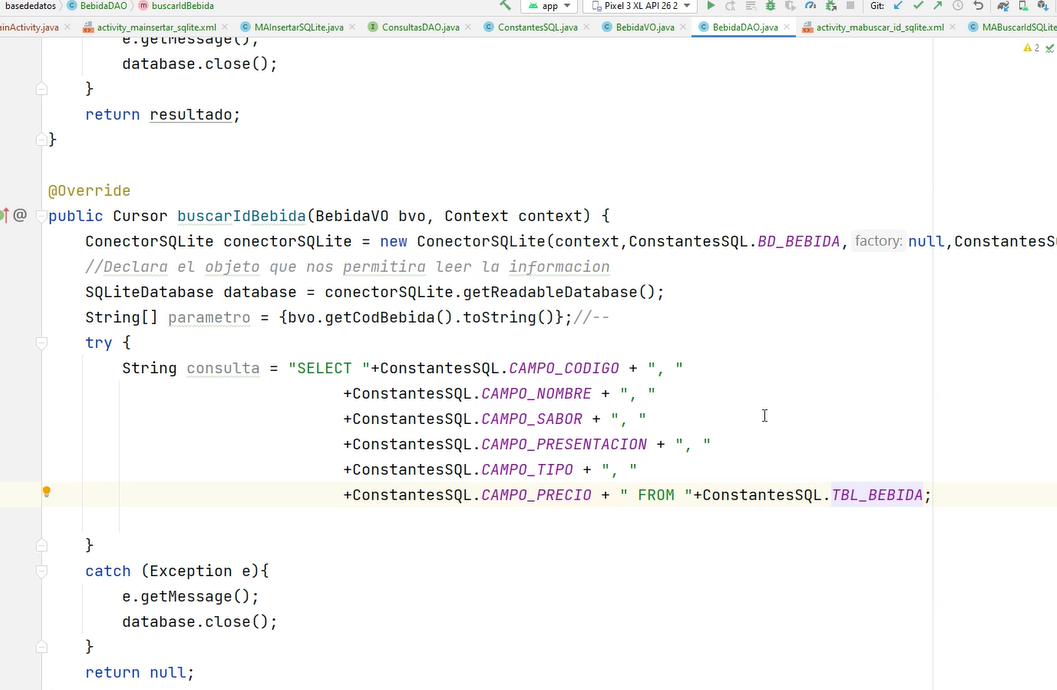 basededatos BebidaDAO buscarIdBebida app Pixel 3 XL API 26 2 Git:
ainActivity.java activity_mainsertar_sqlite.xml MAInsertarSQLite.java ConsultasDAO.java ConstantesSQL.java BebidaVO.java BebidaDAO.java activity_mabuscar_id_sqlite.xml MABuscarIdSQLite
e.getMessage(); 2
database.close();
}
return resultado;
}
@Override
@ public Cursor buscarIdBebida(BebidaVO bvo, Context context) {
ConectorSQLite conectorSQLite = new ConectorSQLite(context,ConstantesSQL.BD_BEBIDA, factory: null,ConstantesS
//Declara el objeto que nos permitira leer la informacion
SQLiteDatabase database = conectorSQLite.getReadableDatabase();
String[] parametro = {bvo.getCodBebida().toString()};//--
try {
String consulta = "SELECT "+ConstantesSQL.CAMPO_CODIGO + ", "
+ConstantesSQL.CAMPO_NOMBRE + ", "
+ConstantesSQL.CAMPO_SABOR + ", "
+ConstantesSQL.CAMPO_PRESENTACION + ", "
+ConstantesSQL.CAMPO_TIPO + ", "
+ConstantesSQL.CAMPO_PRECIO + " FROM "+ConstantesSQL.TBL_BEBIDA;
}
catch (Exception e){
e.getMessage();
database.close();
}
return null;